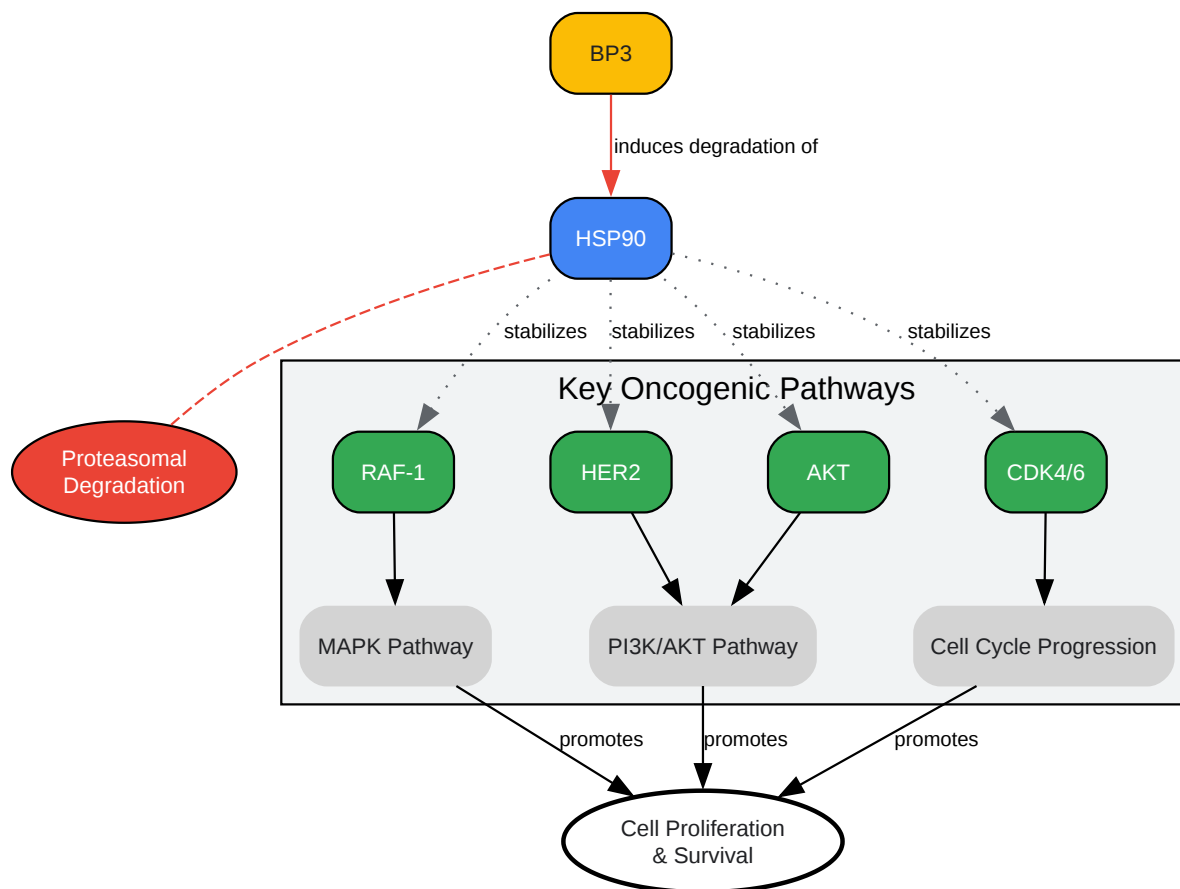 BP3
induces degradation of
HSP90
stabilizes
stabilizes
stabilizes
stabilizes
Key Oncogenic Pathways
Proteasomal
Degradation
RAF-1
HER2
AKT
CDK4/6
MAPK Pathway
PI3K/AKT Pathway
Cell Cycle Progression
promotes
promotes
promotes
Cell Proliferation
& Survival